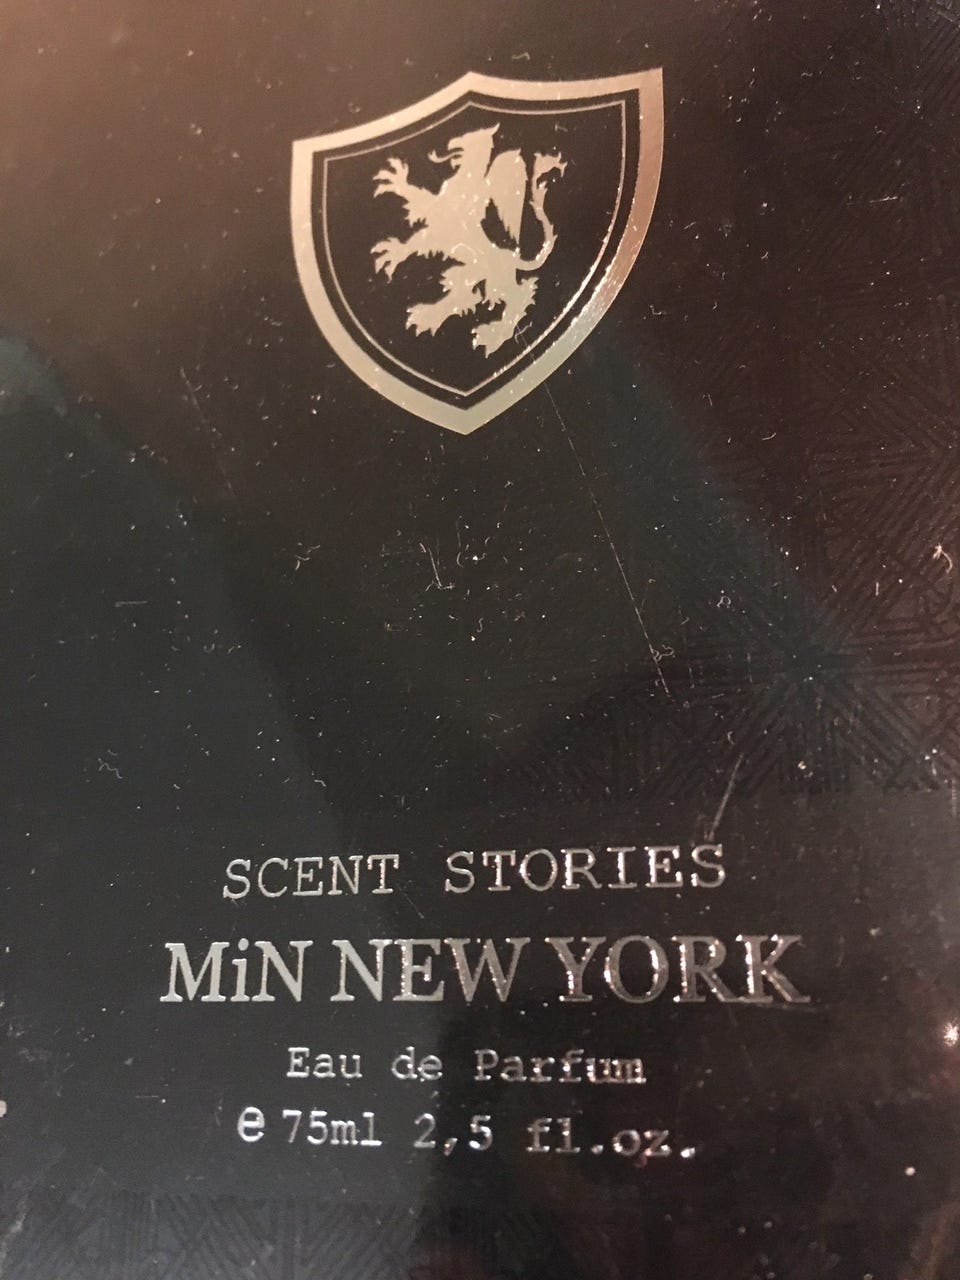 SCENT STORIES
MiN NEW YORK
Eau de Parfum
e 75ml 2,5 fl.oz.